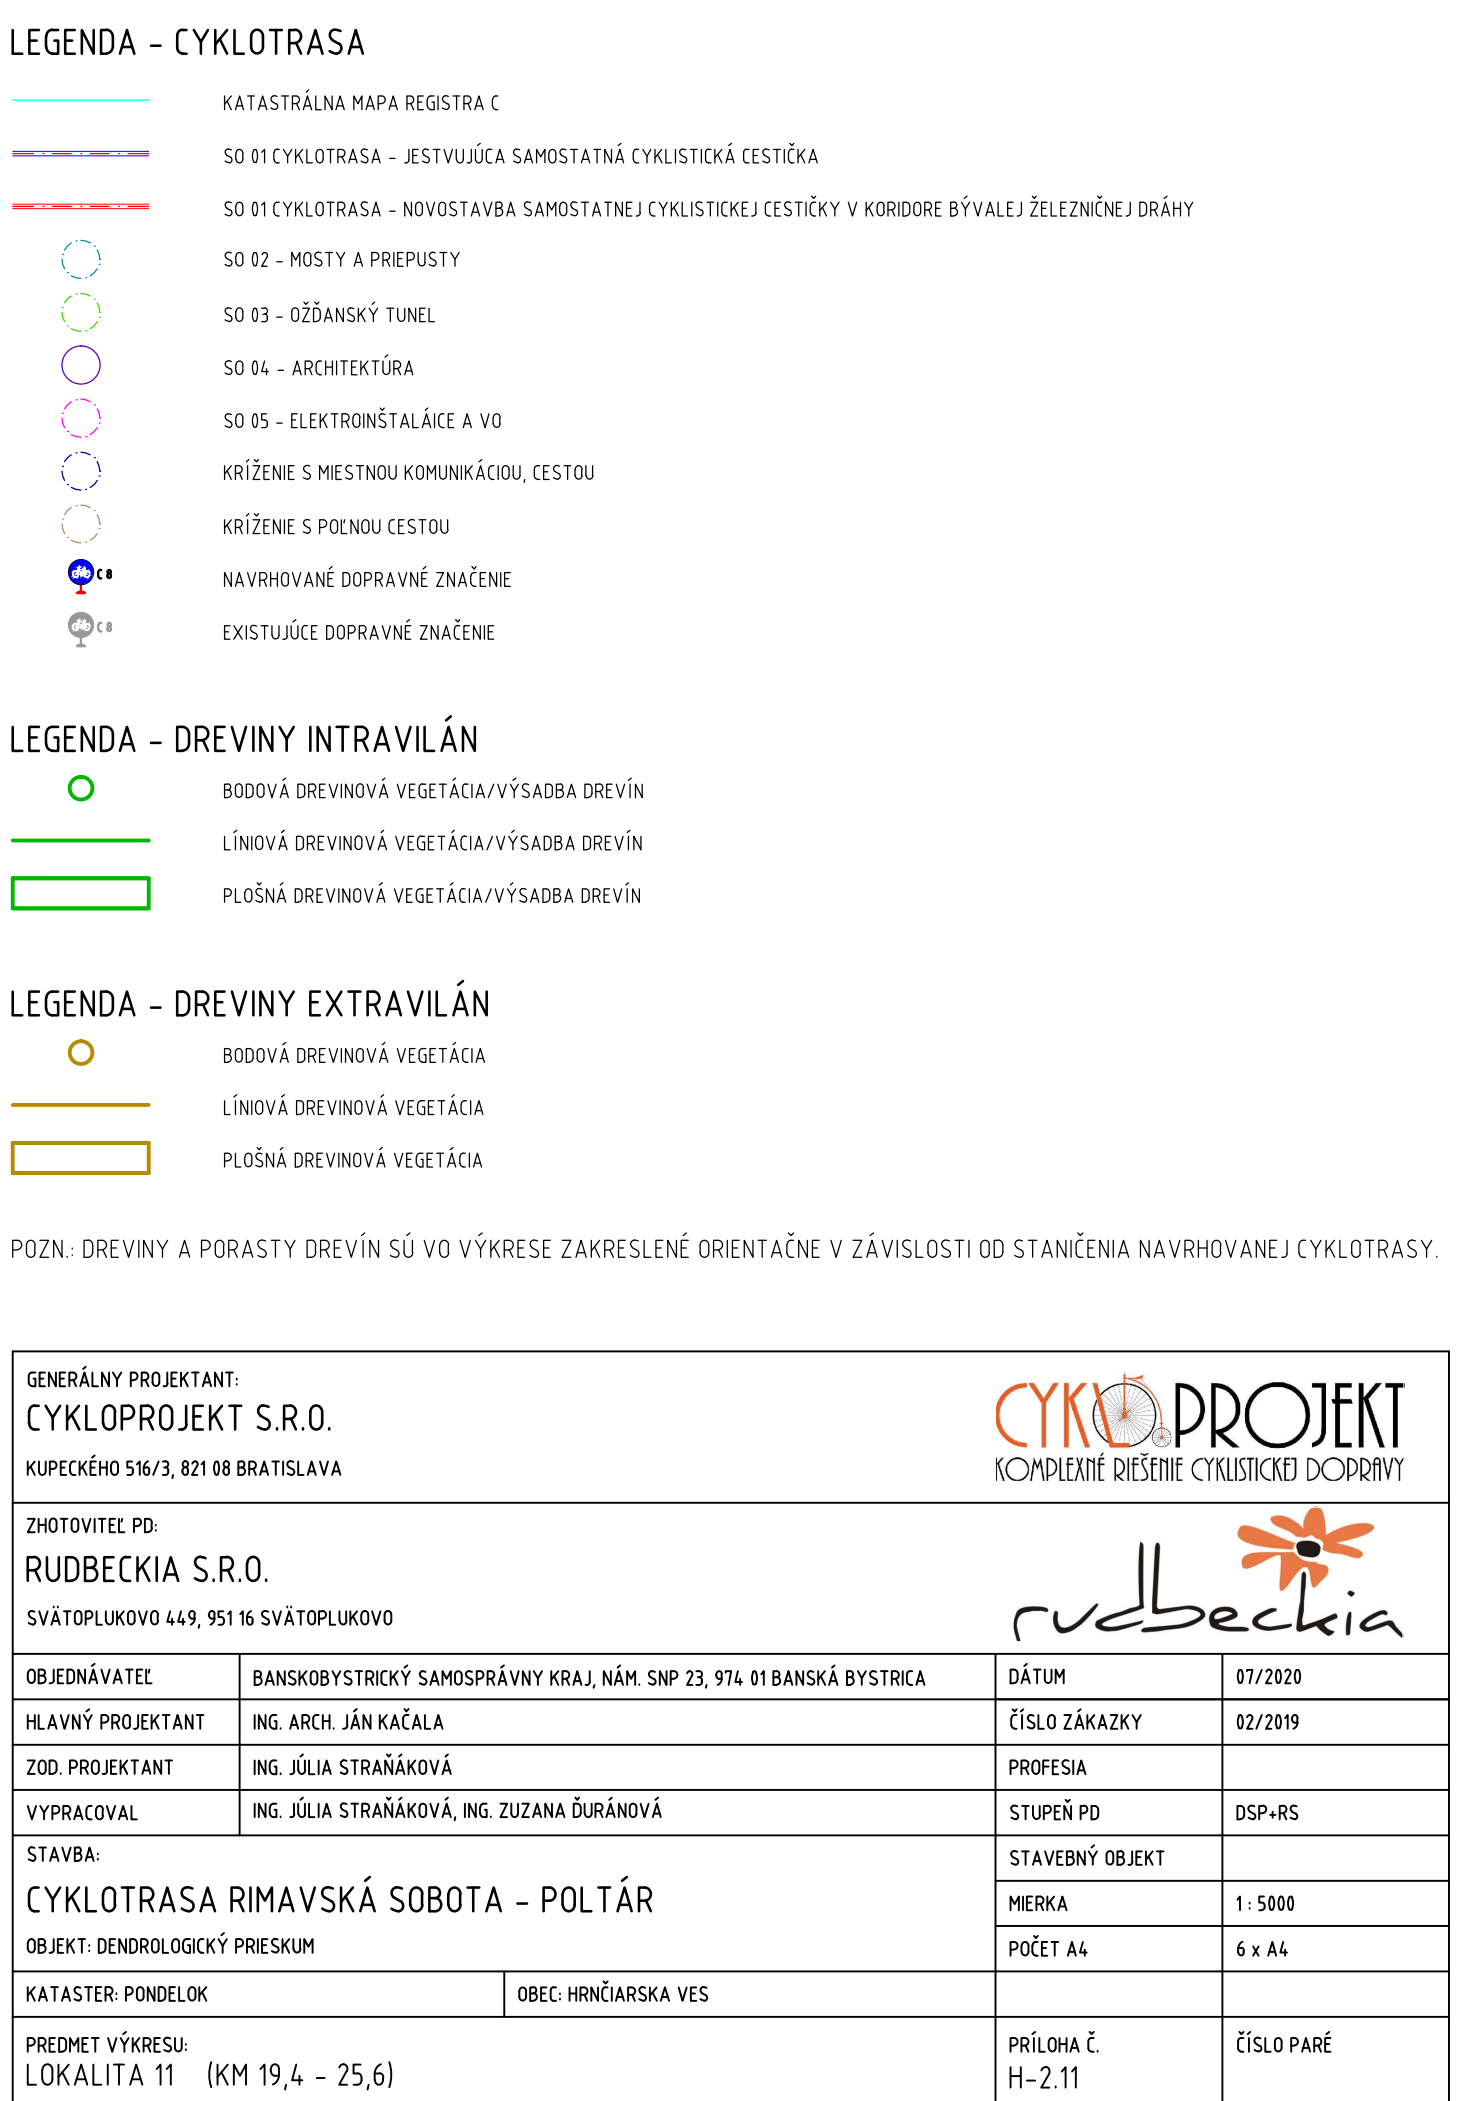 LEGENDA - CYKLOTRASA
KATASTRÁLNA MAPA REGISTRA C
SO 01 CYKLOTRASA - JESTVUJÚCA SAMOSTATNÁ CYKLISTICKÁ CESTIČKA
SO 01 CYKLOTRASA - NOVOSTAVBA SAMOSTATNEJ CYKLISTICKEJ CESTIČKY V KORIDORE BÝVALEJ ŽELEZNIČNEJ DRÁHY
SO 02 - MOSTY A PRIEPUSTY
SO 03 - OŽĎANSKÝ TUNEL
SO 04 - ARCHITEKTÚRA
SO 05 - ELEKTROINŠTALÁICE A VO
KRÍŽENIE S MIESTNOU KOMUNIKÁCIOU, CESTOU
KRÍŽENIE S POĽNOU CESTOU
C 8 NAVRHOVANÉ DOPRAVNÉ ZNAČENIE
C 8 EXISTUJÚCE DOPRAVNÉ ZNAČENIE
LEGENDA - DREVINY INTRAVILÁN
BODOVÁ DREVINOVÁ VEGETÁCIA/VÝSADBA DREVÍN
LÍNIOVÁ DREVINOVÁ VEGETÁCIA/VÝSADBA DREVÍN
PLOŠNÁ DREVINOVÁ VEGETÁCIA/VÝSADBA DREVÍN
LEGENDA - DREVINY EXTRAVILÁN
BODOVÁ DREVINOVÁ VEGETÁCIA
LÍNIOVÁ DREVINOVÁ VEGETÁCIA
PLOŠNÁ DREVINOVÁ VEGETÁCIA
POZN.: DREVINY A PORASTY DREVÍN SÚ VO VÝKRESE ZAKRESLENÉ ORIENTAČNE V ZÁVISLOSTI OD STANIČENIA NAVRHOVANEJ CYKLOTRASY.
GENERÁLNY PROJEKTANT:
CYKLOPROJEKT S.R.O.
KUPECKÉHO 516/3, 821 08 BRATISLAVA
CYKLOPROJEKT
KOMPLEXNÉ RIEŠENIE CYKLISTICKEJ DOPRAVY
ZHOTOVITEĽ PD:
RUDBECKIA S.R.O.
SVÄTOPLUKOVO 449, 951 16 SVÄTOPLUKOVO
rudbeckia
OBJEDNÁVATEĽ BANSKOBYSTRICKÝ SAMOSPRÁVNY KRAJ, NÁM. SNP 23, 974 01 BANSKÁ BYSTRICA DÁTUM 07/2020
HLAVNÝ PROJEKTANT ING. ARCH. JÁN KAČALA ČÍSLO ZÁKAZKY 02/2019
ZOD. PROJEKTANT ING. JÚLIA STRAŇÁKOVÁ PROFESIA
VYPRACOVAL ING. JÚLIA STRAŇÁKOVÁ, ING. ZUZANA ĎURÁNOVÁ STUPEŇ PD DSP+RS
STAVBA:
CYKLOTRASA RIMAVSKÁ SOBOTA - POLTÁR
OBJEKT: DENDROLOGICKÝ PRIESKUM
STAVEBNÝ OBJEKT
MIERKA 1 : 5000
POČET A4 6 x A4
KATASTER: PONDELOK OBEC: HRNČIARSKA VES
PREDMET VÝKRESU:
LOKALITA 11 (KM 19,4 - 25,6)
PRÍLOHA Č.
H-2.11
ČÍSLO PARÉ